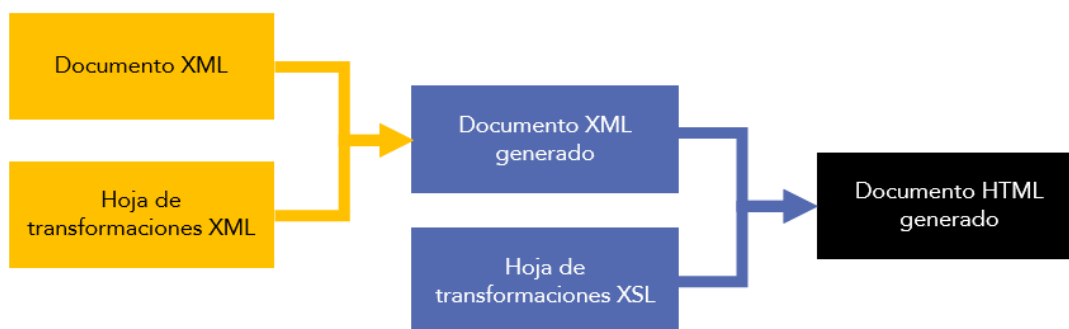 Documento XML
Hoja de
transformaciones XML
Documento XML
generado
Hoja de
transformaciones XSL
Documento HTML
generado